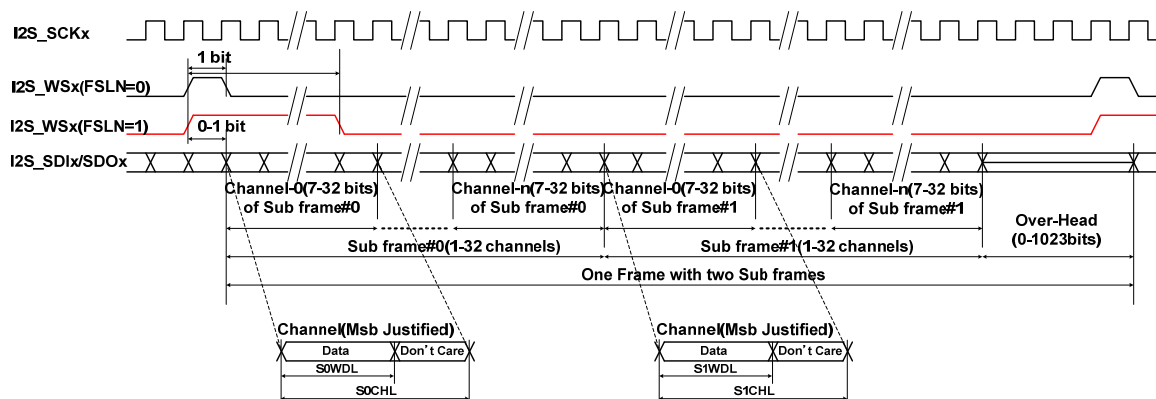 I2S_SCKx
1 bit
I2S_WSx(FSLN=0)
I2S_WSx(FSLN=1)
0-1 bit
I2S_SDIx/SDOx
Channel-0(7-32 bits) of Sub frame#0
Channel-n(7-32 bits) of Sub frame#0
Channel-0(7-32 bits) of Sub frame#1
Channel-n(7-32 bits) of Sub frame#1
Over-Head (0-1023bits)
Sub frame#0(1-32 channels)
Sub frame#1(1-32 channels)
One Frame with two Sub frames
Channel(Msb Justified)
Channel(Msb Justified)
Data
Don't Care
Data
Don't Care
S0WDL
S1WDL
S0CHL
S1CHL